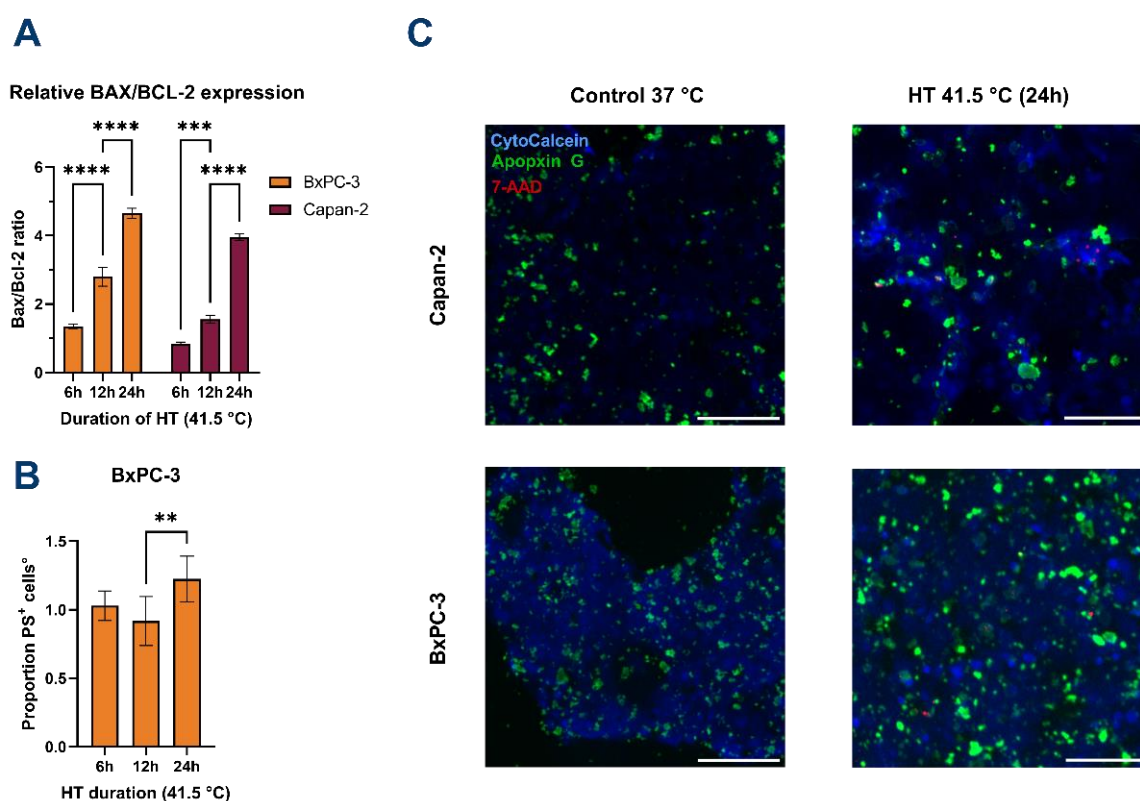 A
Relative BAX/BCL-2 expression
**** ***
**** ****
6
4
2
0
Bax/Bcl-2 ratio
BxPC-3
Capan-2
6h 12h 24h 6h 12h 24h
Duration of HT (41.5 °C)
B
BxPC-3
**
1.5
1.0
0.5
0.0
Proportion PS⁺ cells°
6h 12h 24h
HT duration (41.5 °C)
C
Control 37 °C HT 41.5 °C (24h)
Capan-2
CytoCalcein
Apopxin G
7-AAD
BxPC-3